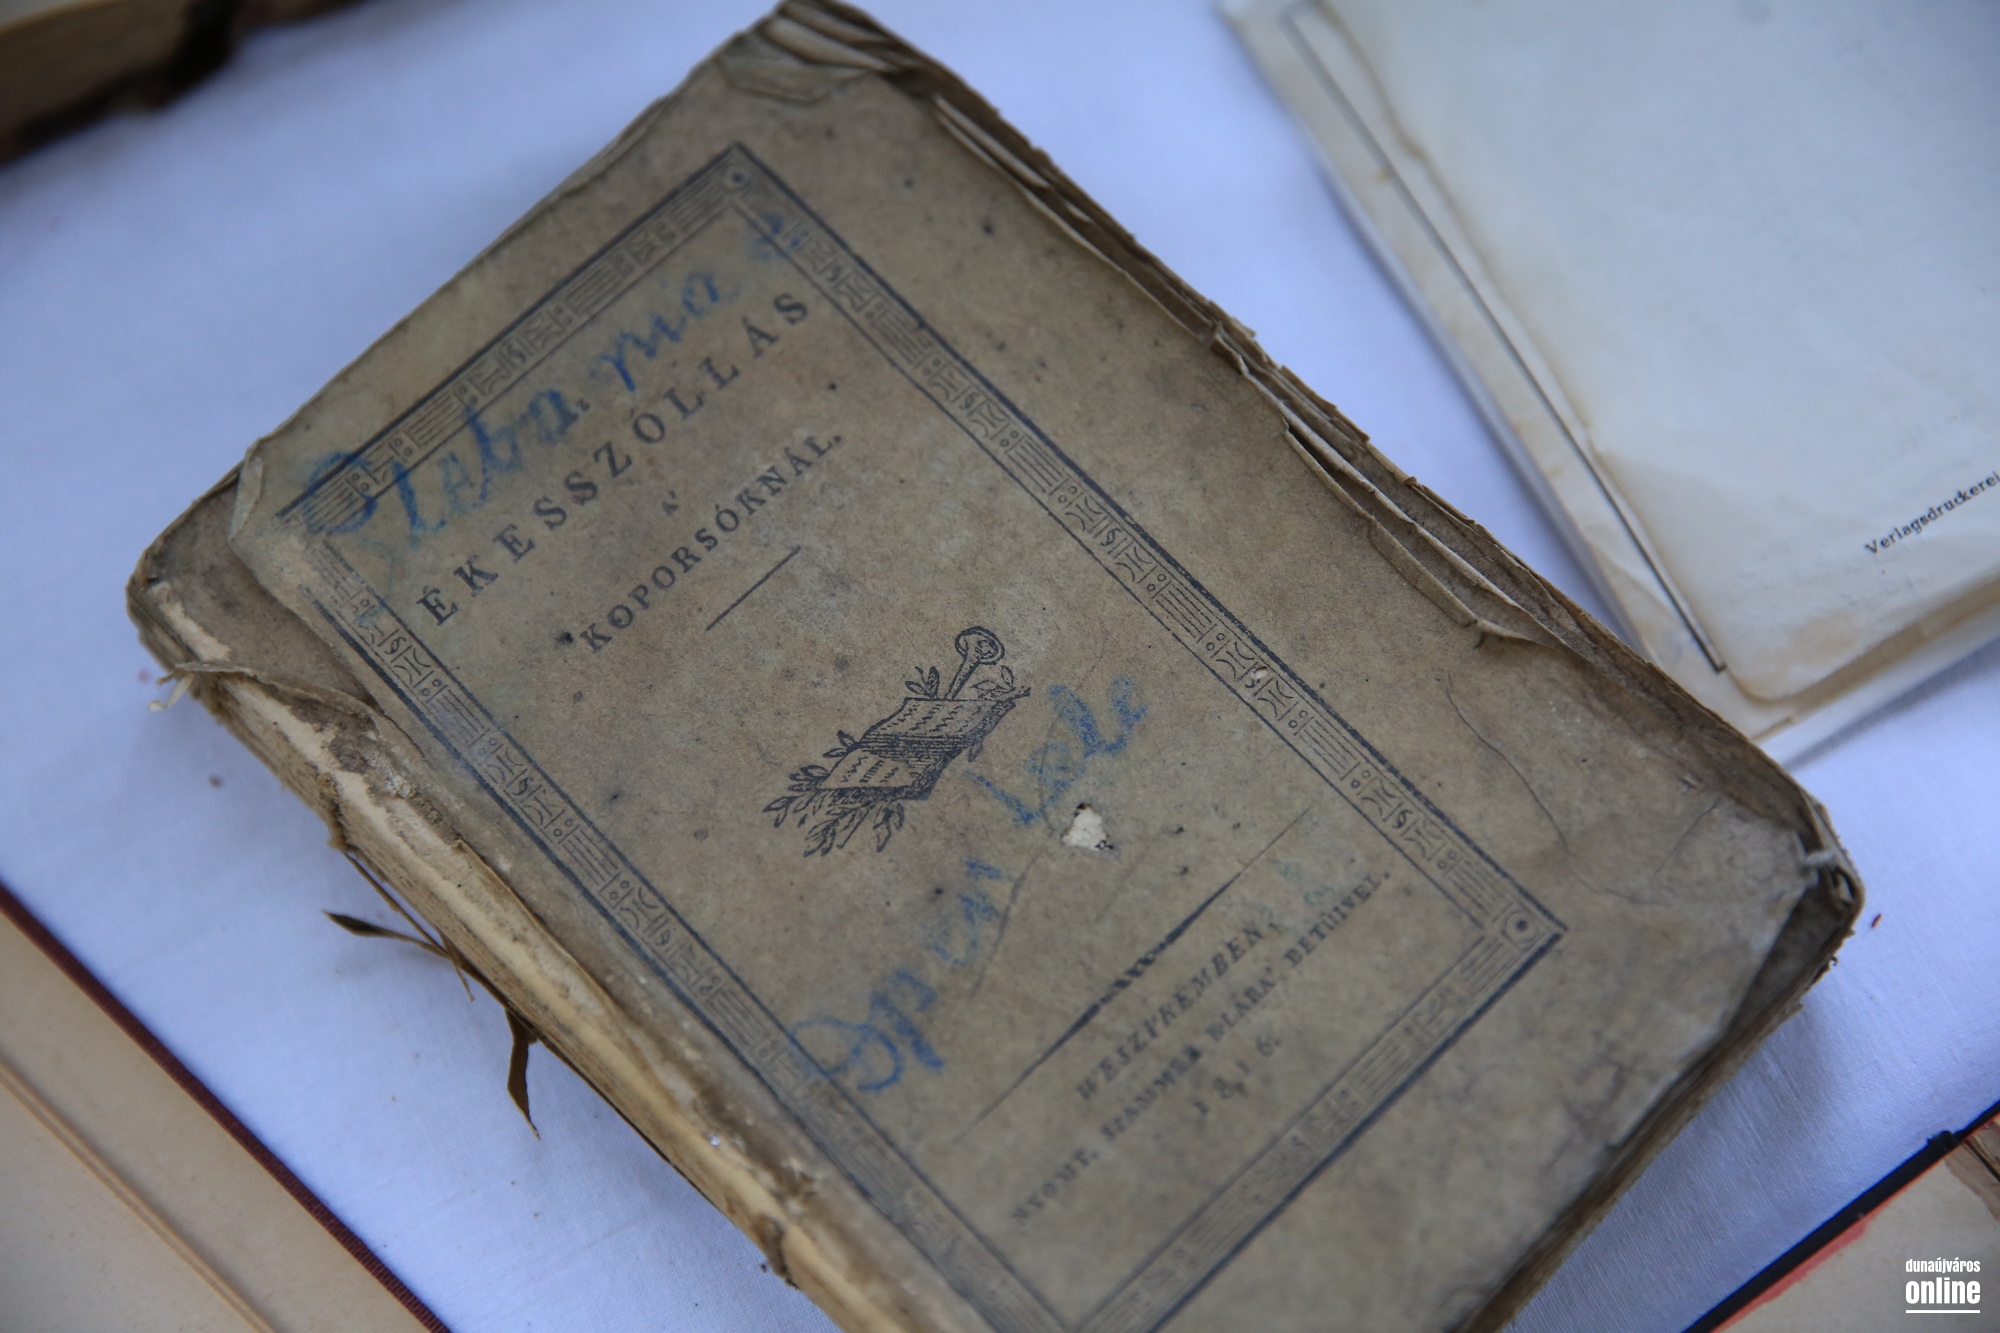 ÉKESSZÓLLÁS
A'
KOPORSÓKNÁL.
WESZPRÉMBEN,
NYOMT. SZAMMER KLÁRA' BETŰIVEL.
1816.
Verlagsdruckerei
dunaújváros
online